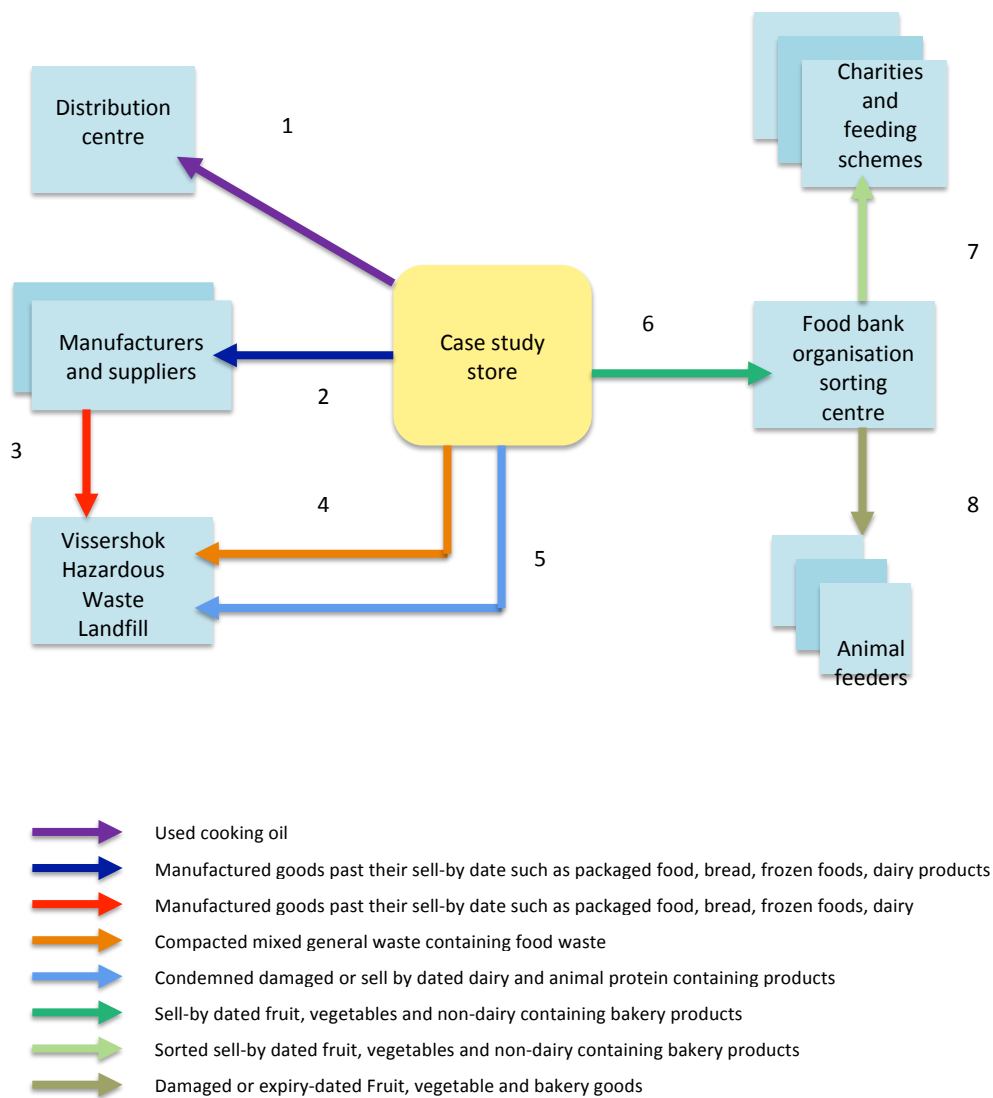 Distribution
centre
1
Charities
and
feeding
schemes
7
Manufacturers
and suppliers
2
Case study
store
6
Food bank
organisation
sorting
centre
3
4
5
8
Vissershok
Hazardous
Waste
Landfill
Animal
feeders
Used cooking oil
Manufactured goods past their sell-by date such as packaged food, bread, frozen foods, dairy products
Manufactured goods past their sell-by date such as packaged food, bread, frozen foods, dairy
Compacted mixed general waste containing food waste
Condemned damaged or sell by dated dairy and animal protein containing products
Sell-by dated fruit, vegetables and non-dairy containing bakery products
Sorted sell-by dated fruit, vegetables and non-dairy containing bakery products
Damaged or expiry-dated Fruit, vegetable and bakery goods